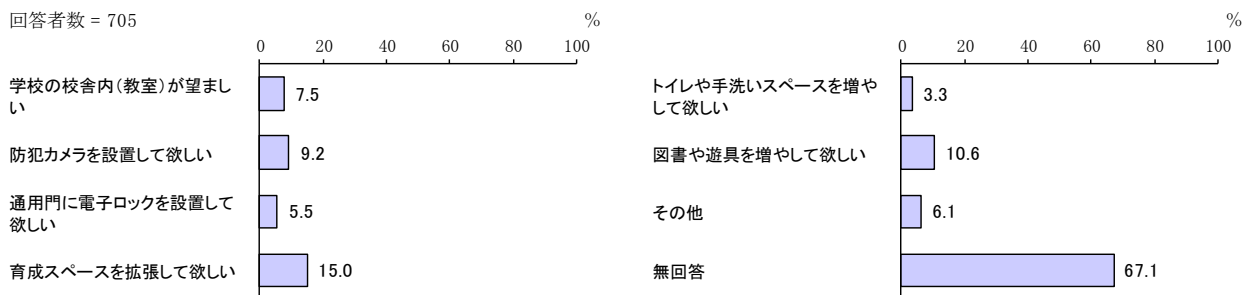 回答者数 = 705
%
0 20 40 60 80 100
学校の校舎内(教室)が望まし
い
7.5
防犯カメラを設置して欲しい
9.2
通用門に電子ロックを設置して
欲しい
5.5
育成スペースを拡張して欲しい
15.0
%
0 20 40 60 80 100
トイレや手洗いスペースを増や
して欲しい
3.3
図書や遊具を増やして欲しい
10.6
その他
6.1
無回答
67.1